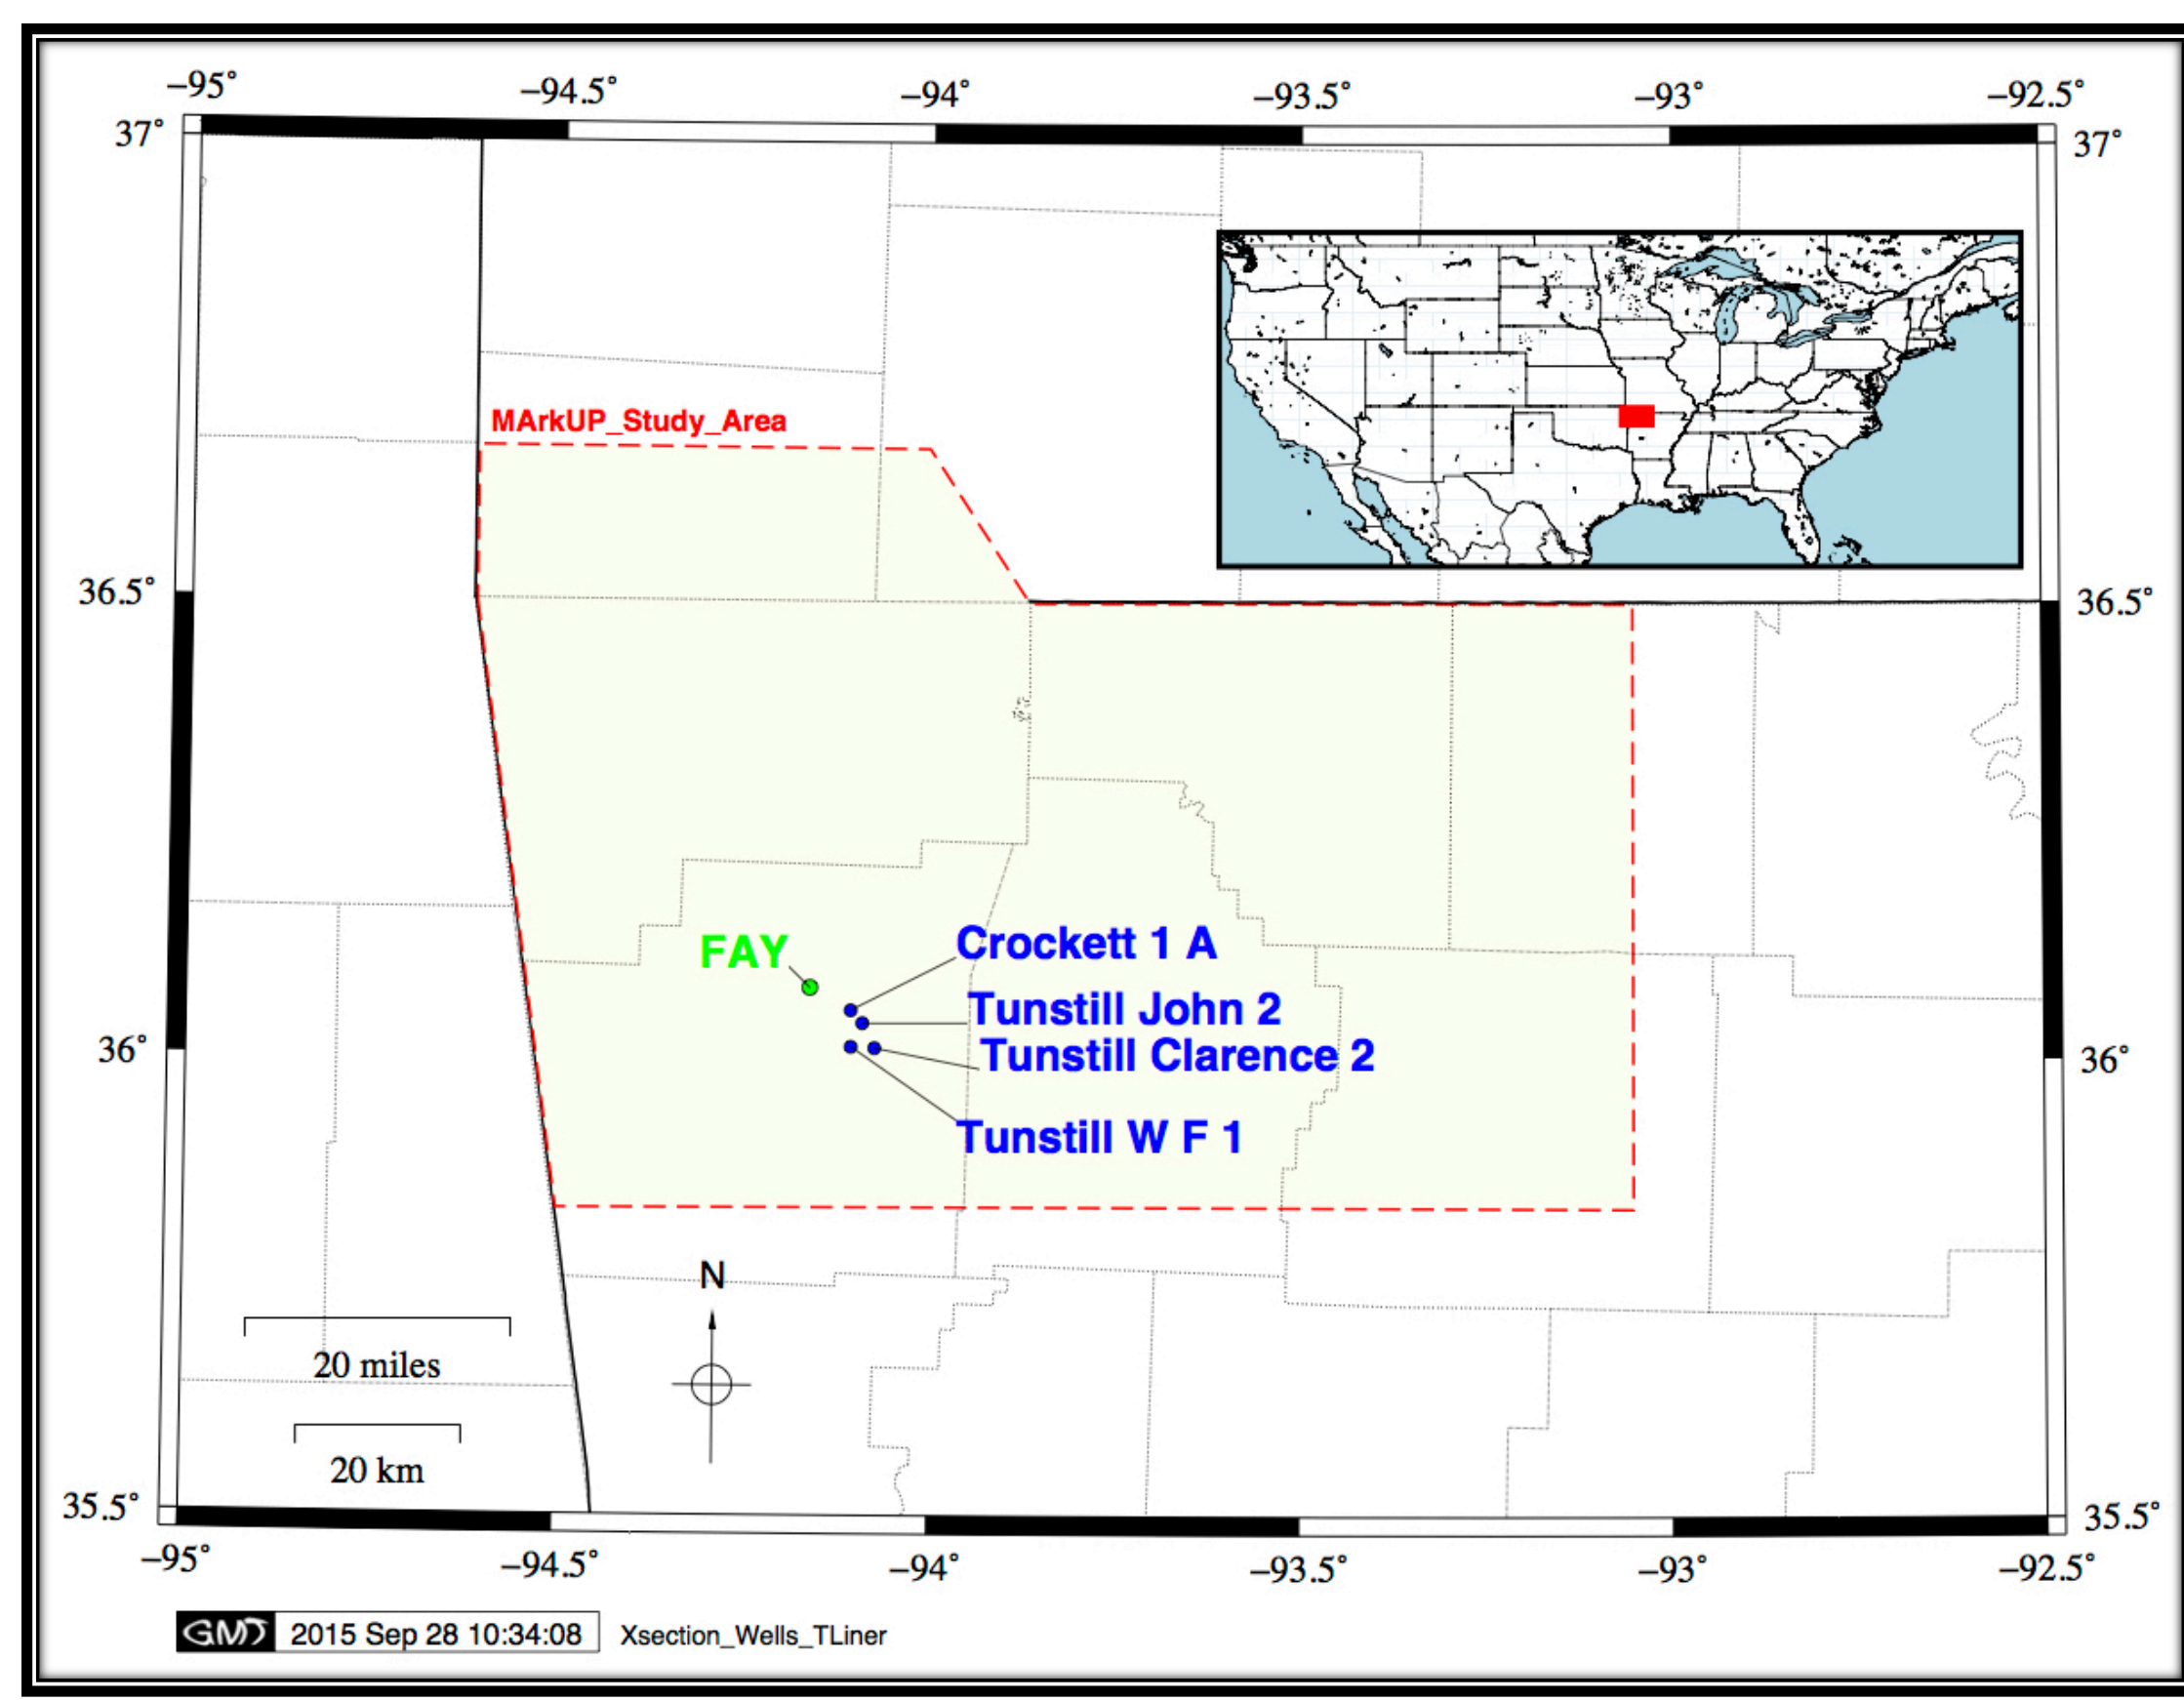 −95° −94.5° −94° −93.5° −93° −92.5°
37° 37°
MArkUP_Study_Area
36.5° 36.5°
FAY
Crockett 1 A
Tunstill John 2
Tunstill Clarence 2
36° 36°
Tunstill W F 1
N
20 miles
20 km
35.5° 35.5°
−95° −94.5° −94° −93.5° −93° −92.5°
GMT 2015 Sep 28 10:34:08 Xsection_Wells_TLiner